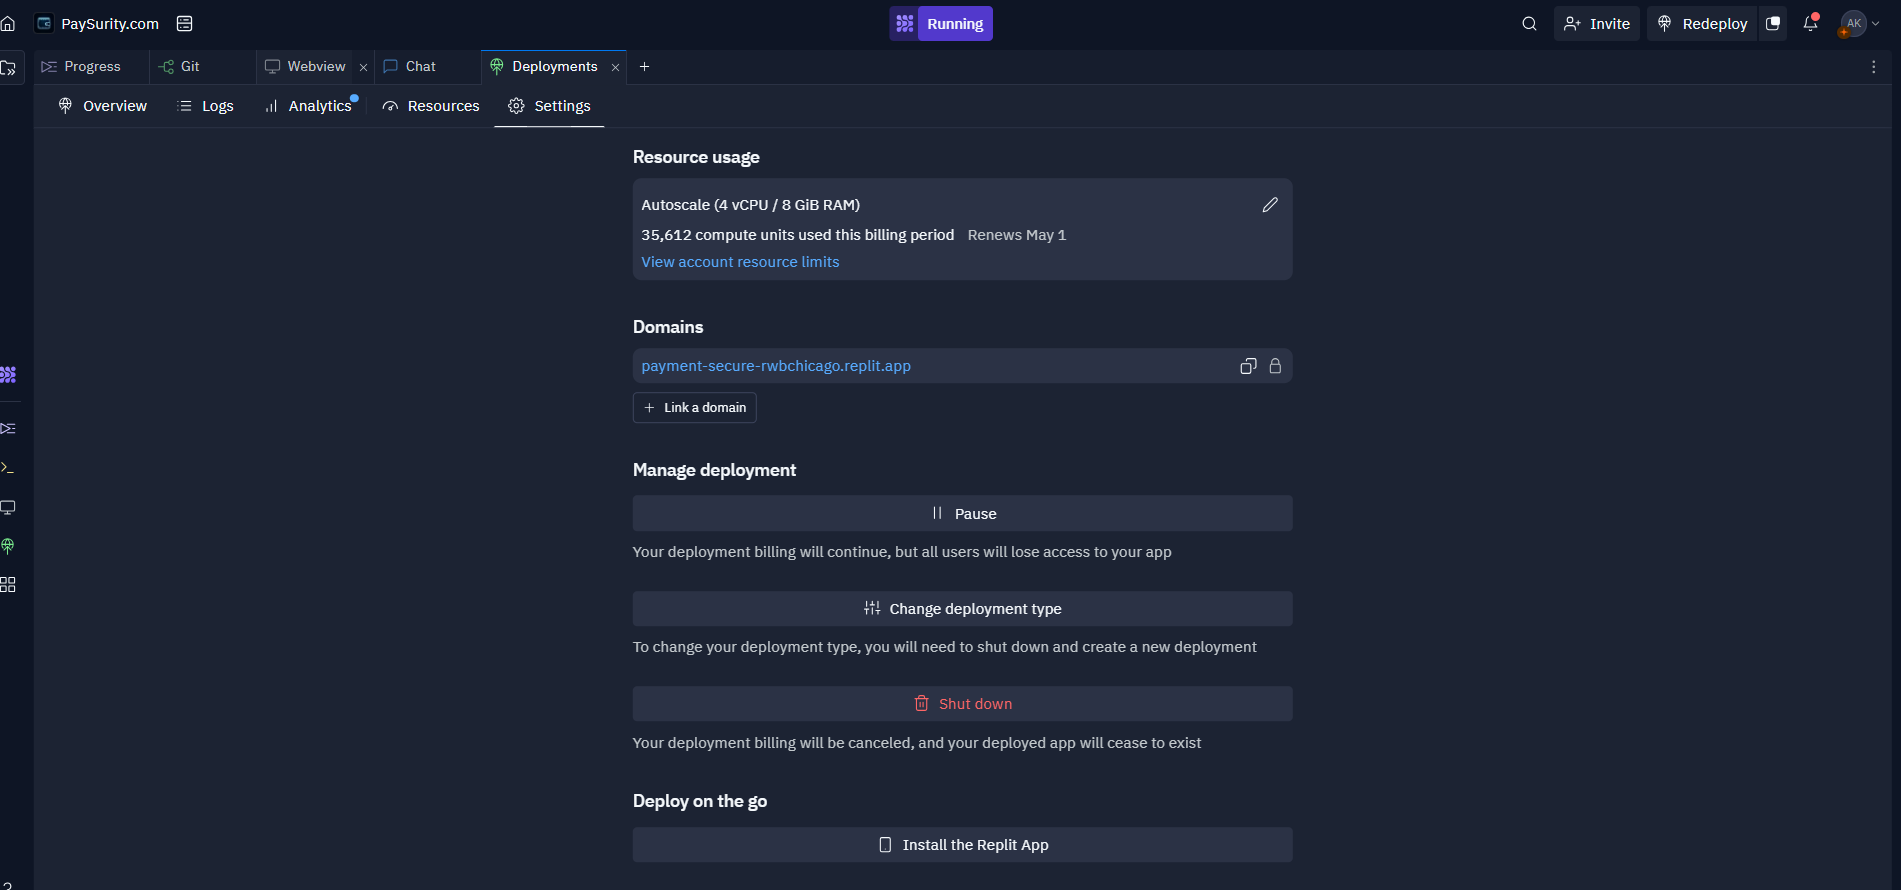 PaySurity.com
Running
Invite
Redeploy
AK
Progress
Git
Webview
Chat
Deployments
Overview
Logs
Analytics
Resources
Settings
Resource usage
Autoscale (4 vCPU / 8 GiB RAM)
35,612 compute units used this billing period Renews May 1
View account resource limits
Domains
payment-secure-rwbchicago.replit.app
+ Link a domain
Manage deployment
Pause
Your deployment billing will continue, but all users will lose access to your app
Change deployment type
To change your deployment type, you will need to shut down and create a new deployment
Shut down
Your deployment billing will be canceled, and your deployed app will cease to exist
Deploy on the go
Install the Replit App